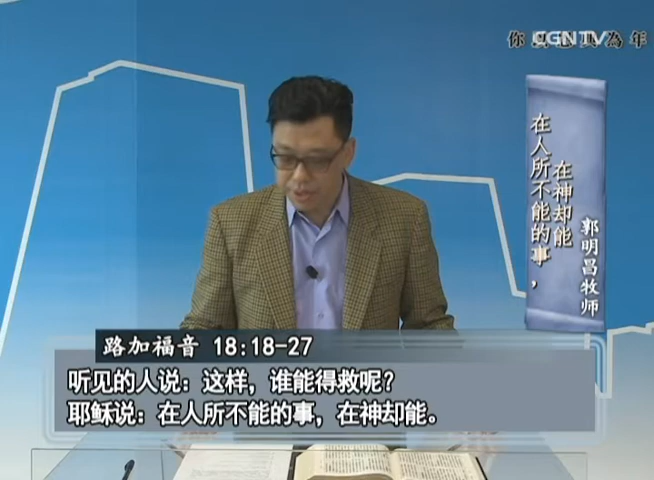 CGNTV
在人所不能的事，
在神却能
郭明昌牧师
路加福音 18:18-27
听见的人说：这样，谁能得救呢？
耶稣说：在人所不能的事，在神却能。